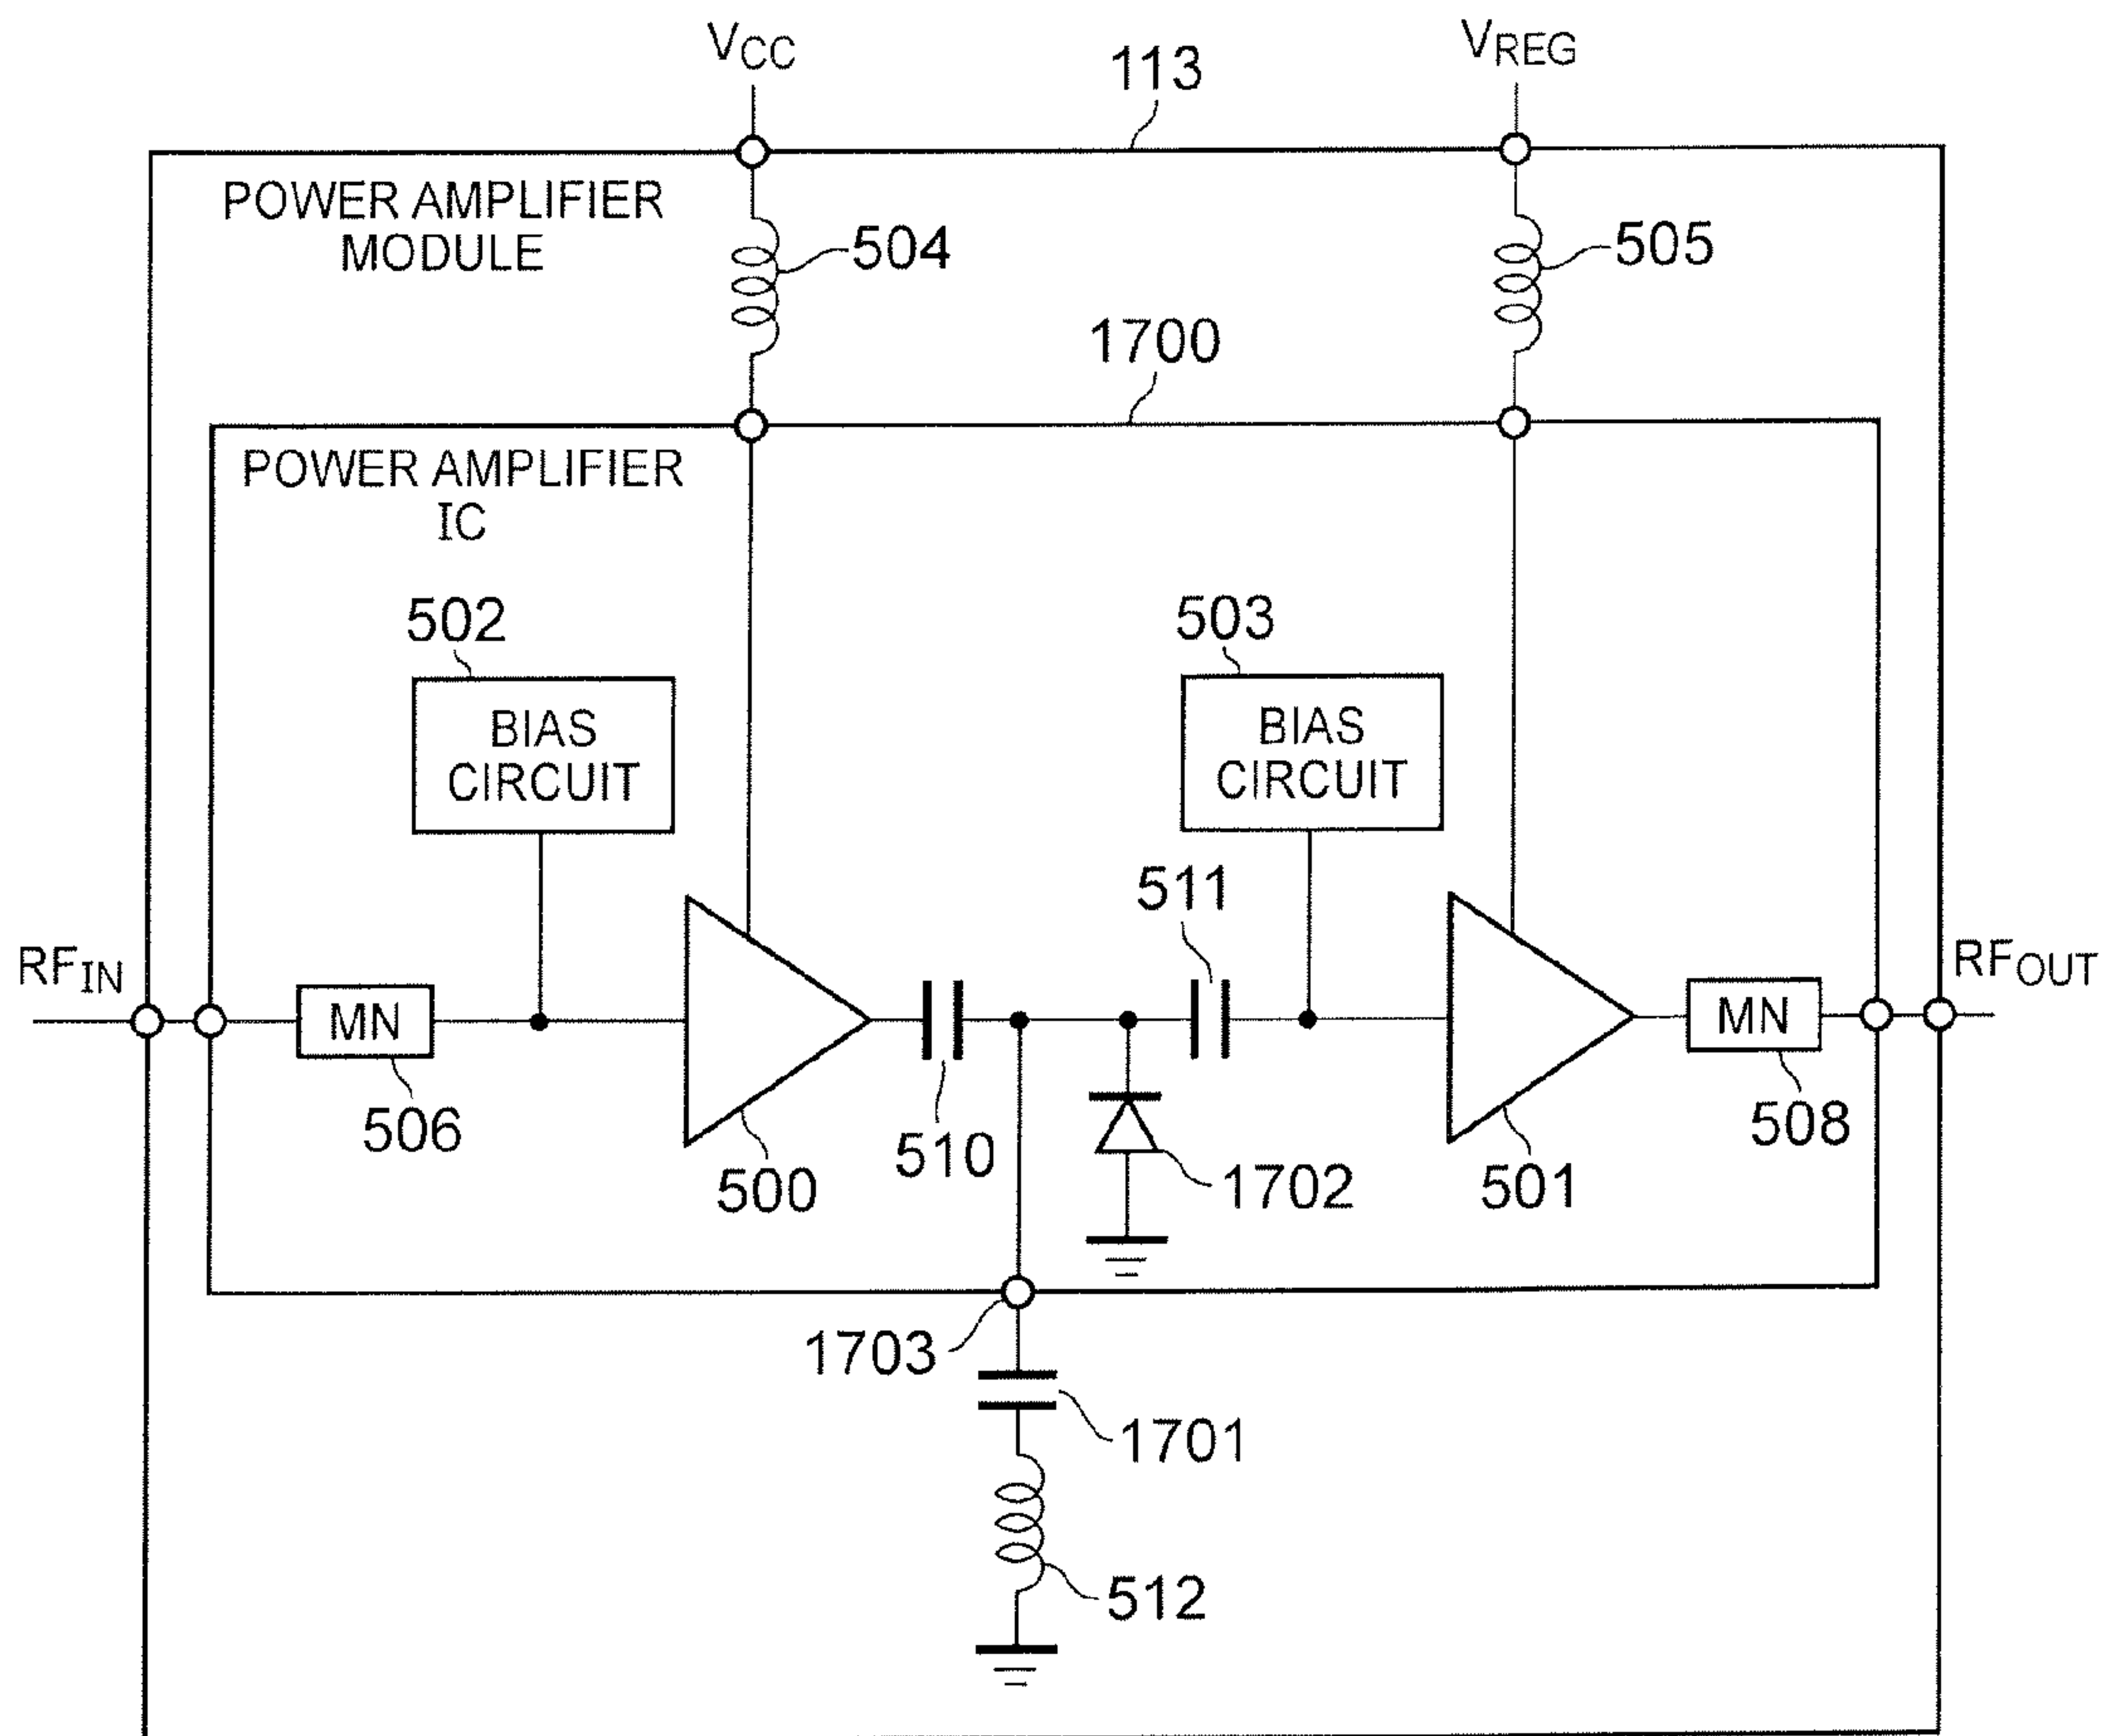 VCC
VREG
113
POWER AMPLIFIER
MODULE
504
505
1700
POWER AMPLIFIER
IC
502
503
BIAS
CIRCUIT
BIAS
CIRCUIT
511
RFIN
RFOUT
MN
MN
506
500
510
1702
501
508
1703
1701
512